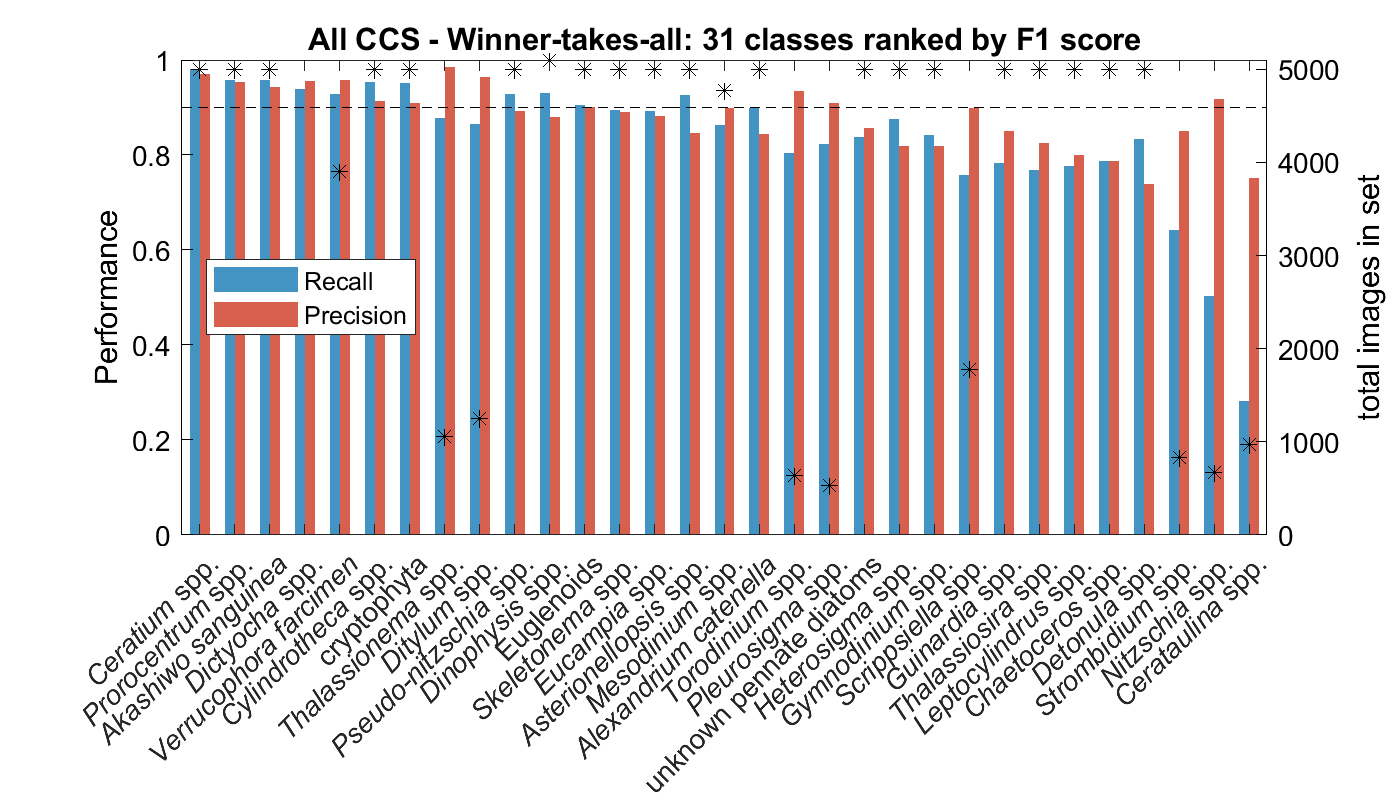 All CCS - Winner-takes-all: 31 classes ranked by F1 score
1
0.8
0.6
0.4
0.2
0
Performance
Recall
Precision
5000
4000
3000
2000
1000
0
total images in set
Ceratium spp.
Prorocentrum spp.
Akashiwo sanguinea
Dictyocha spp.
Verrucophora farcimen
Cylindrotheca spp.
cryptophyta
Thalassionema spp.
Ditylum spp.
Pseudo-nitzschia spp.
Dinophysis spp.
Euglenoids
Skeletonema spp.
Eucampia spp.
Asterionellopsis spp.
Mesodinium spp.
Alexandrium catenella
Torodinium spp.
Pleurosigma spp.
unknown pennate diatoms
Heterosigma spp.
Gymnodinium spp.
Scrippsiella spp.
Guinardia spp.
Thalassiosira spp.
Leptocylindrus spp.
Chaetoceros spp.
Detonula spp.
Strombidium spp.
Nitzschia spp.
Cerataulina spp.